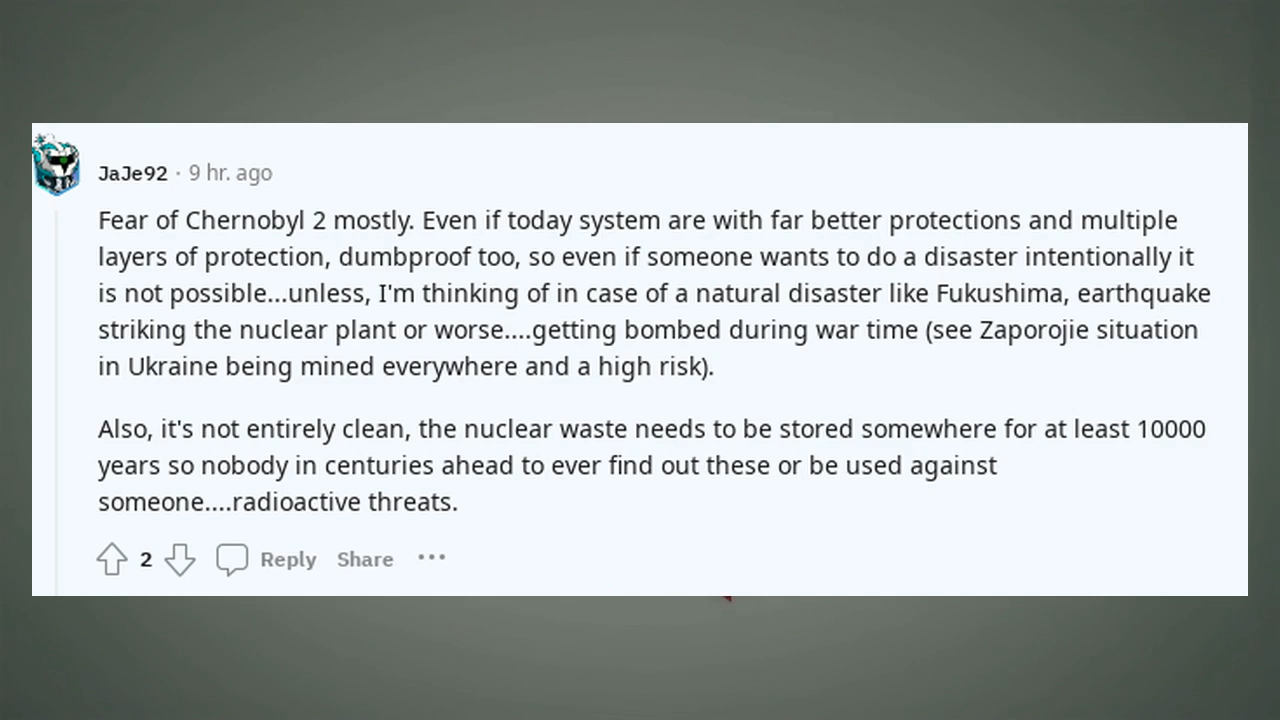 JaJe92 · 9 hr. ago
Fear of Chernobyl 2 mostly. Even if today system are with far better protections and multiple
layers of protection, dumbproof too, so even if someone wants to do a disaster intentionally it
is not possible...unless, I'm thinking of in case of a natural disaster like Fukushima, earthquake
striking the nuclear plant or worse....getting bombed during war time (see Zaporojie situation
in Ukraine being mined everywhere and a high risk).
Also, it's not entirely clean, the nuclear waste needs to be stored somewhere for at least 10000
years so nobody in centuries ahead to ever find out these or be used against
someone....radioactive threats.
2 Reply Share ...